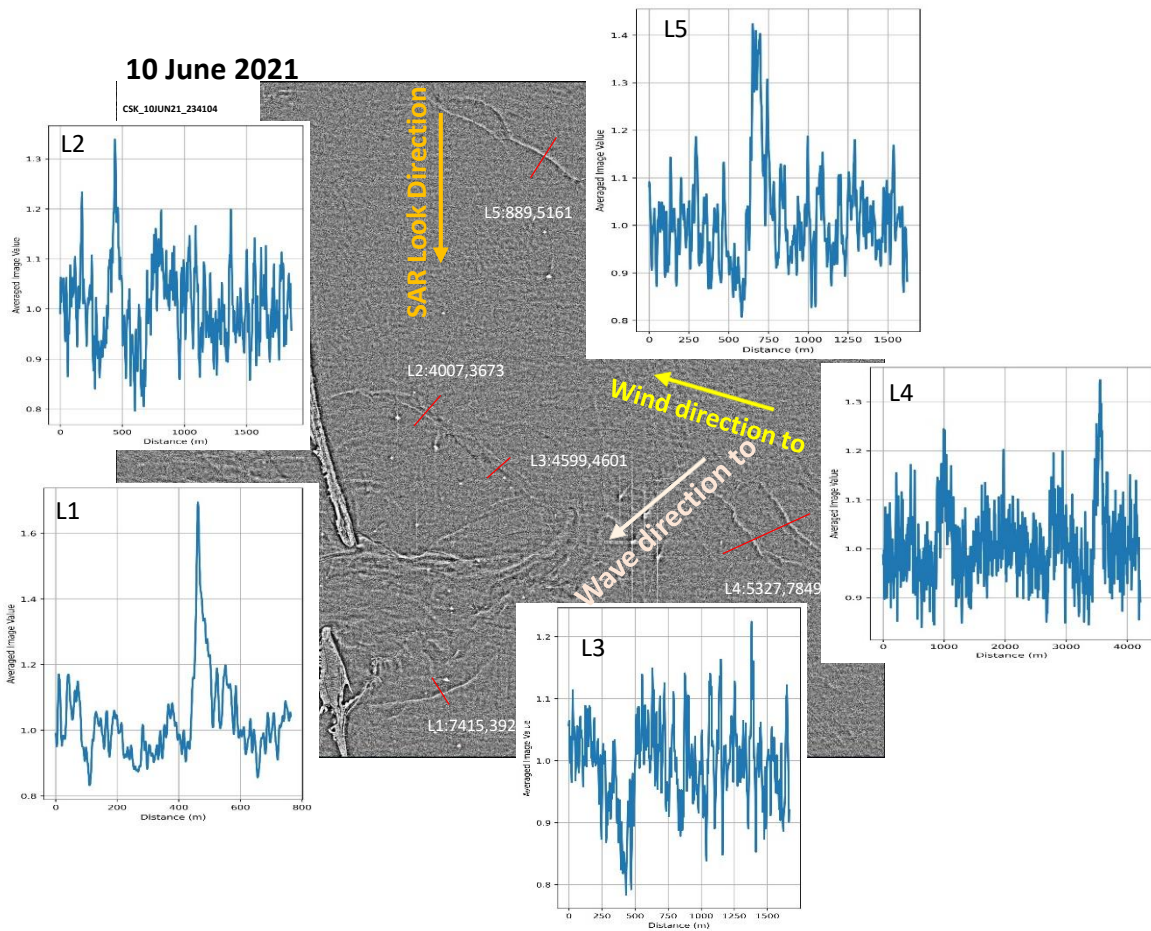 10 June 2021
CSK_10JUN21_234104
SAR Look Direction
Wind direction to
Wave direction to
L5:889,5161
L2:4007,3673
L3:4599,4601
L4:5327,7849
L1:7415,392
L5
1.4
1.3
1.2
1.1
1.0
0.9
0.8
Averaged Image Value
0 250 500 750 1000 1250 1500
Distance (m)
L2
1.3
1.2
1.1
1.0
0.9
0.8
Averaged Image Value
0 500 1000 1500
Distance (m)
L4
1.3
1.2
1.1
1.0
0.9
Averaged Image Value
0 1000 2000 3000 4000
Distance (m)
L1
1.6
1.4
1.2
1.0
0.8
Averaged Image Value
0 200 400 600 800
Distance (m)
L3
1.2
1.1
1.0
0.9
0.8
Averaged Image Value
0 250 500 750 1000 1250 1500
Distance (m)